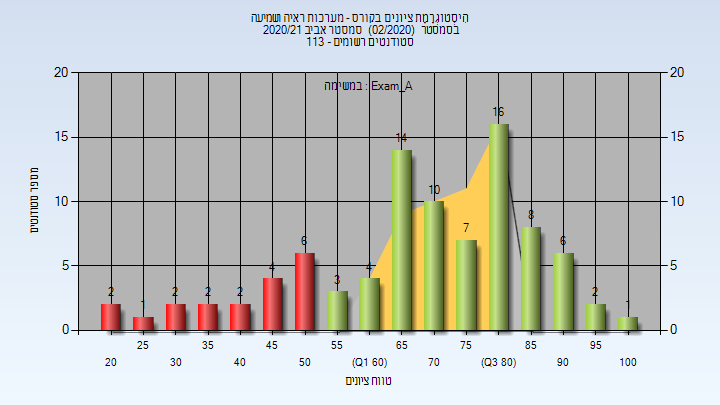 היסטוגרמת ציונים בקורס - מערכות ראיה ושמיעה
בסמסטר (02/2020) סמסטר אביב 2020/21
סטודנטים רשומים - 113
במשימה : Exam_A
מספר סטודנטים
20 15 10 5 0
20 15 10 5 0
2 1 2 2 2 4 6 3 4 14 10 7 16 8 6 2 1
25 35 45 55 65 75 85 95
20 30 40 50 (Q1 60) 70 (Q3 80) 90 100
טווח ציונים